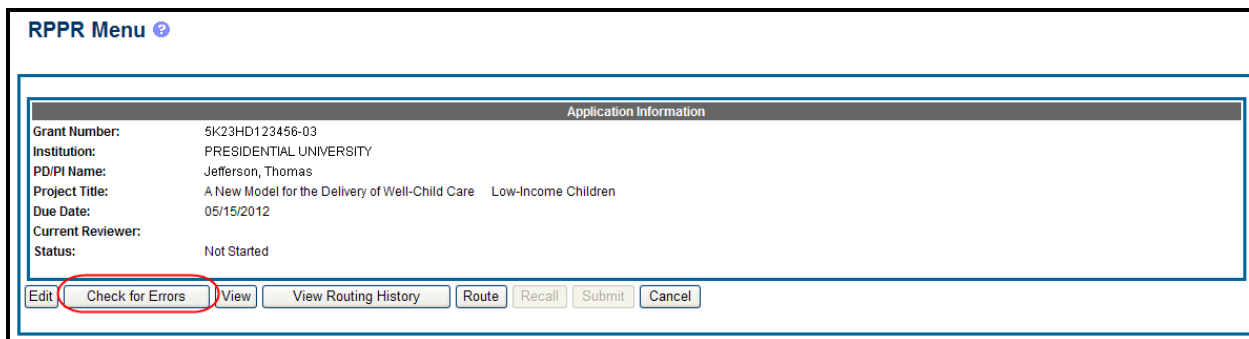 RPPR Menu ?
Application Information
Grant Number: 5K23HD123456-03
Institution: PRESIDENTIAL UNIVERSITY
PD/PI Name: Jefferson, Thomas
Project Title: A New Model for the Delivery of Well-Child Care Low-Income Children
Due Date: 05/15/2012
Current Reviewer:
Status: Not Started
Edit Check for Errors View View Routing History Route Recall Submit Cancel